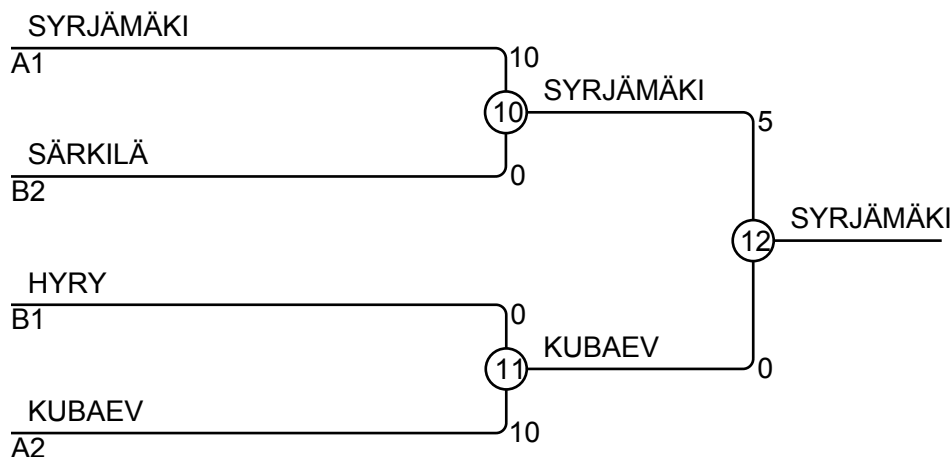 SYRJÄMÄKI
A1
10
10
SYRJÄMÄKI
5
SÄRKILÄ
B2
0
12
SYRJÄMÄKI
HYRY
B1
0
11
KUBAEV
0
KUBAEV
A2
10